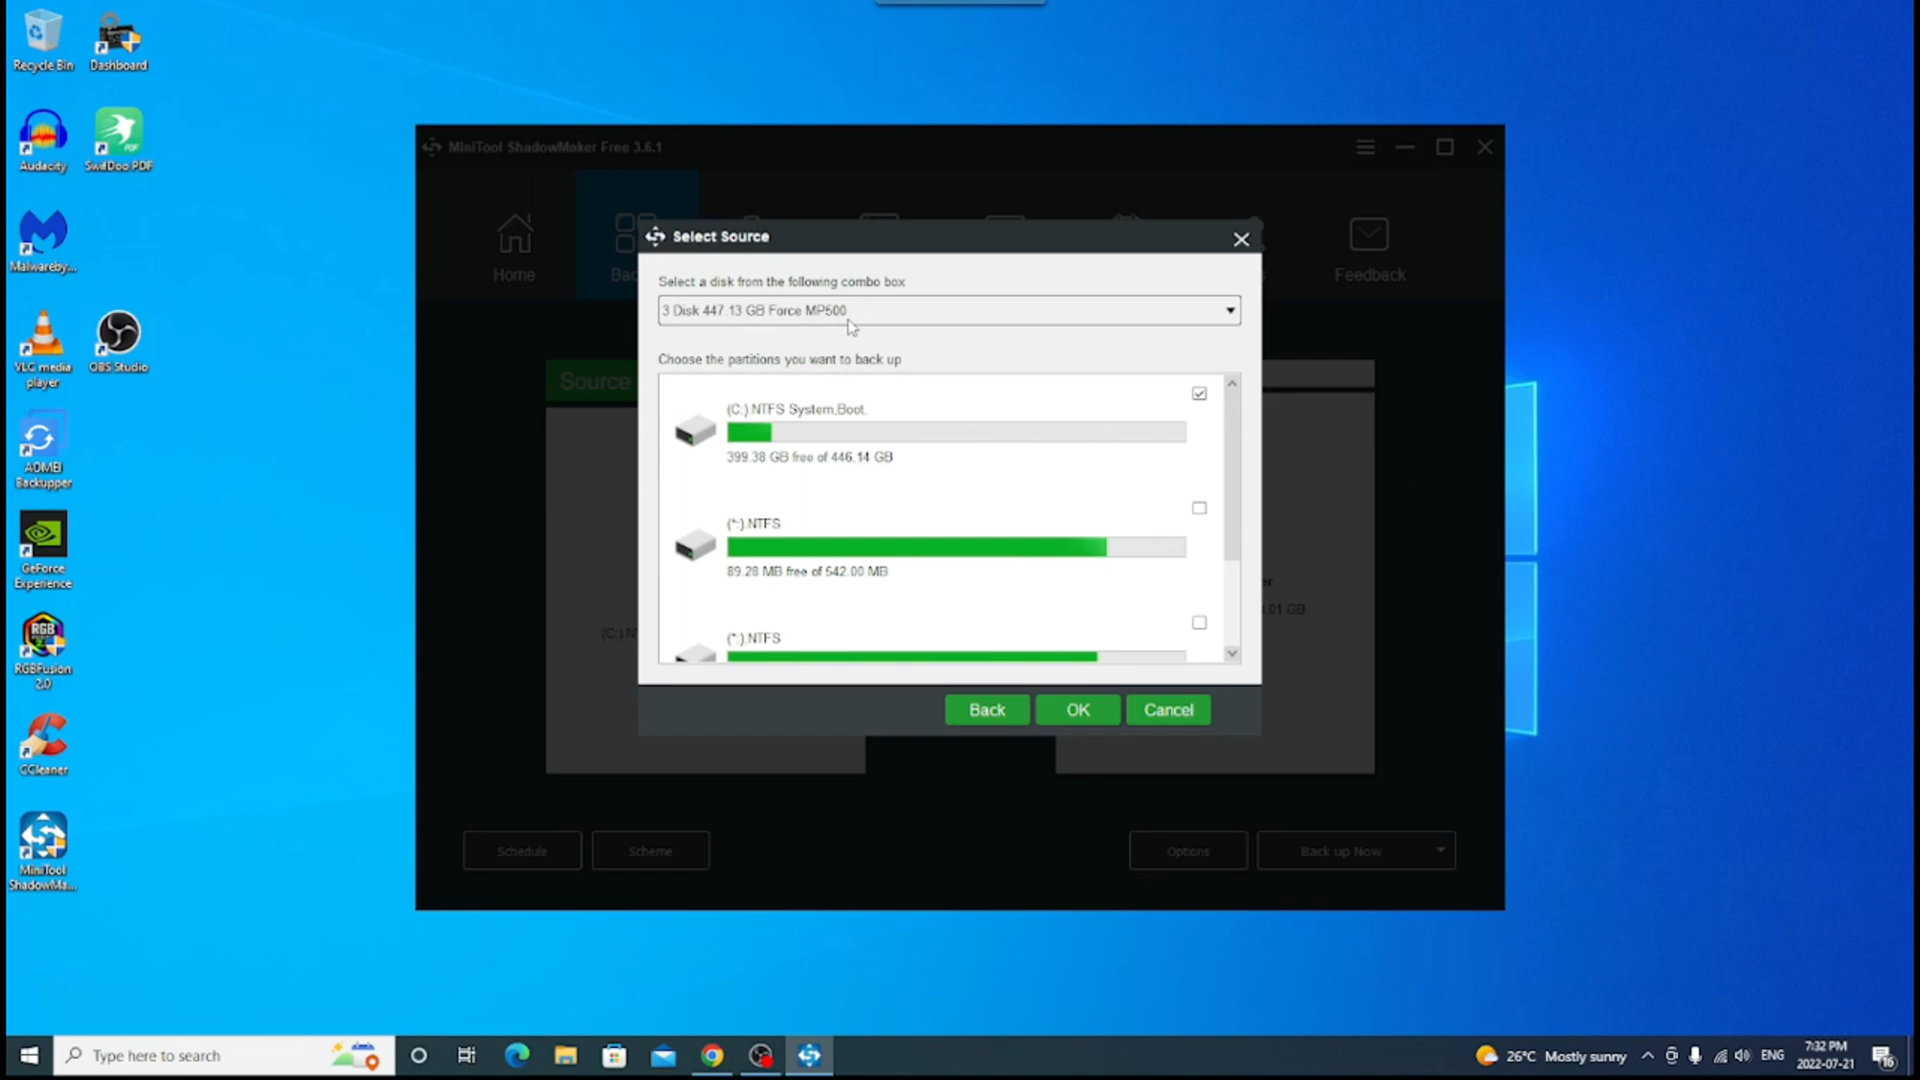 Recycle Bin
Dashboard
Audacity
SwifDoo PDF
Malwareby...
VLC media
player
OBS Studio
AOMEI
Backupper
GeForce
Experience
RGB
RGBFusion
2.0
CCleaner
MiniTool
ShadowMa...
MiniTool ShadowMaker Free 3.6.1
Home
Feedback
Select Source
Select a disk from the following combo box
3 Disk 447.13 GB Force MP500
Choose the partitions you want to back up
(C:).NTFS System,Boot.
399.38 GB free of 446.14 GB
(*:).NTFS
89.28 MB free of 542.00 MB
(*:).NTFS
Back
OK
Cancel
Source
Schedule
Scheme
Options
Back up Now
Type here to search
26°C Mostly sunny
ENG
7:32 PM
2022-07-21
16